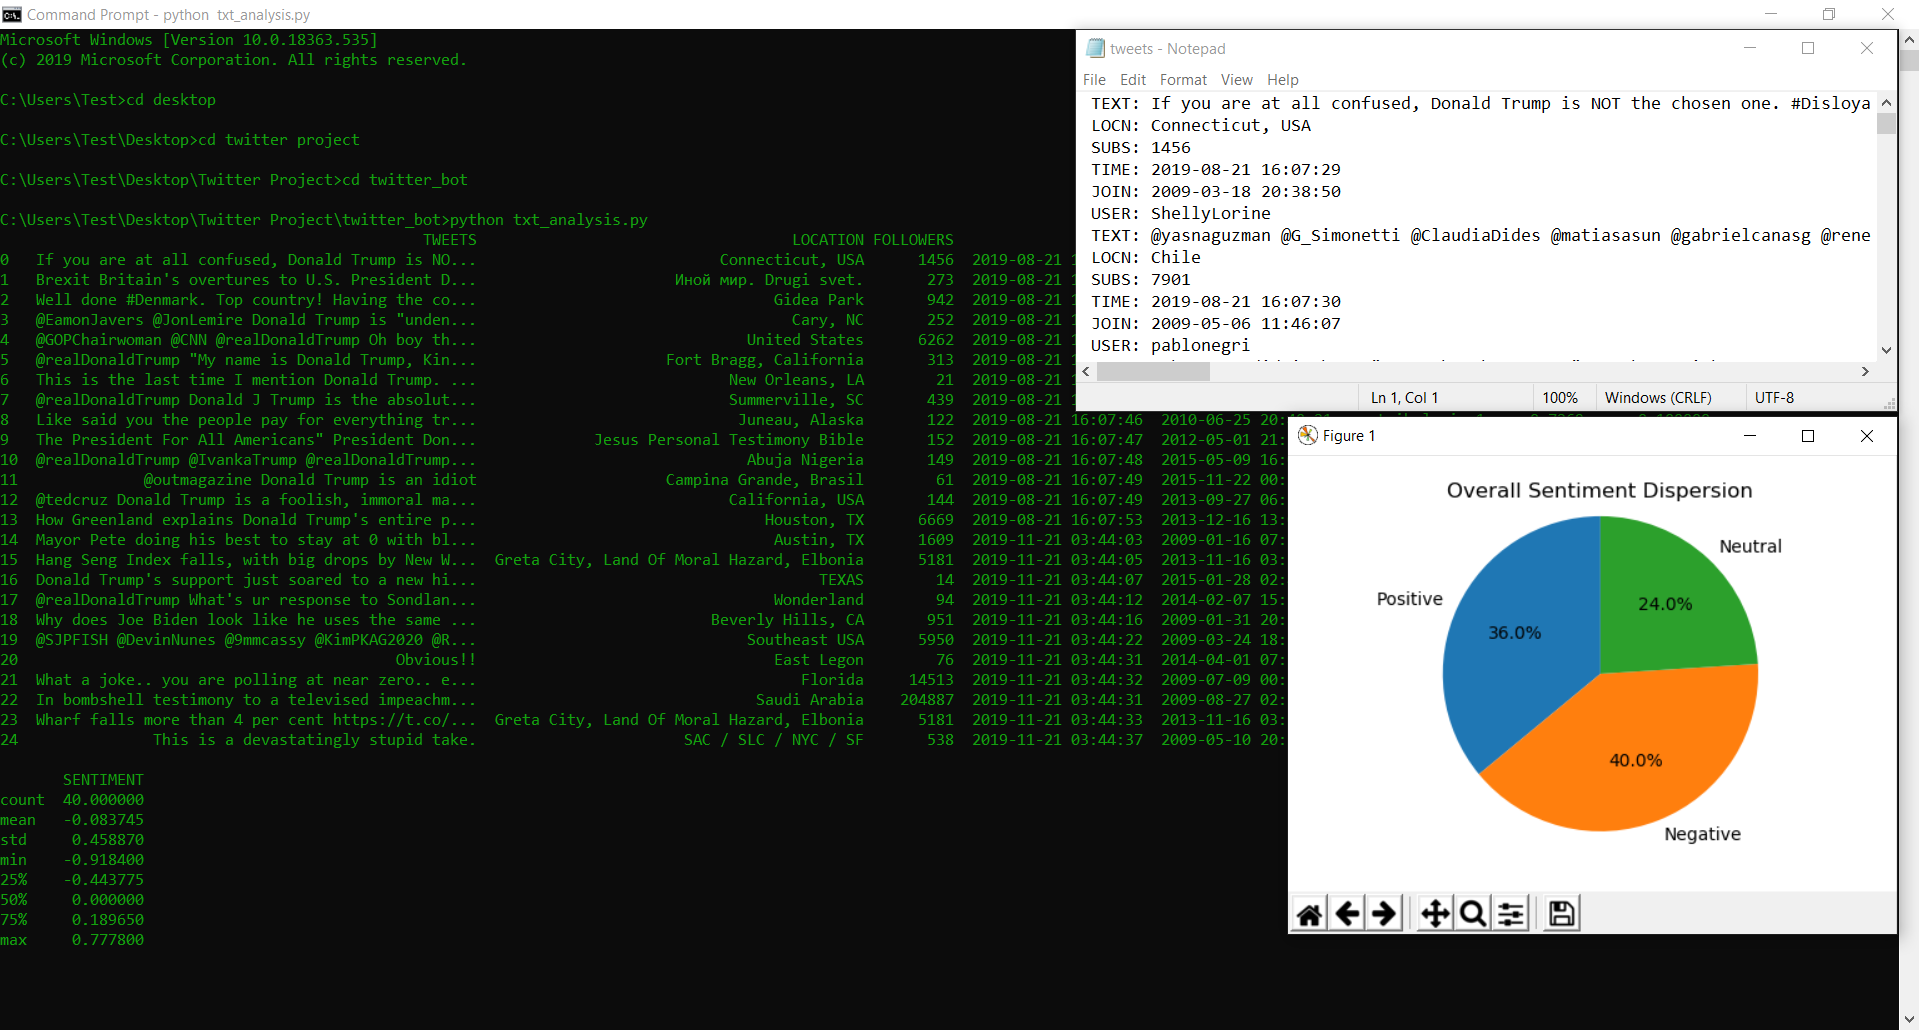 Command Prompt - python  txt_analysis.py
Microsoft Windows [Version 10.0.18363.535]
(c) 2019 Microsoft Corporation. All rights reserved.
C:\Users\Test>cd desktop
C:\Users\Test\Desktop>cd twitter project
C:\Users\Test\Desktop\Twitter Project>cd twitter_bot
C:\Users\Test\Desktop\Twitter Project\twitter_bot>python txt_analysis.py
TWEETS LOCATION FOLLOWERS
0 If you are at all confused, Donald Trump is NO... Connecticut, USA 1456 2019-08-21
1 Brexit Britain's overtures to U.S. President D... Иной мир. Drugi svet. 273 2019-08-21
2 Well done #Denmark. Top country! Having the co... Gidea Park 942 2019-08-21
3 @EamonJavers @JonLemire Donald Trump is "unden... Cary, NC 252 2019-08-21
4 @GOPChairwoman @CNN @realDonaldTrump Oh boy th... United States 6262 2019-08-21
5 @realDonaldTrump "My name is Donald Trump, Kin... Fort Bragg, California 313 2019-08-21
6 This is the last time I mention Donald Trump. ... New Orleans, LA 21 2019-08-21
7 @realDonaldTrump Donald J Trump is the absolut... Summerville, SC 439 2019-08-21
8 Like said you the people pay for everything tr... Juneau, Alaska 122 2019-08-21 16:07:46 2010-06-25
9 The President For All Americans" President Don... Jesus Personal Testimony Bible 152 2019-08-21 16:07:47 2012-05-01 21:
10 @realDonaldTrump @IvankaTrump @realDonaldTrump... Abuja Nigeria 149 2019-08-21 16:07:48 2015-05-09 16:
11 @outmagazine Donald Trump is an idiot Campina Grande, Brasil 61 2019-08-21 16:07:49 2015-11-22 00:
12 @tedcruz Donald Trump is a foolish, immoral ma... California, USA 144 2019-08-21 16:07:49 2013-09-27 06:
13 How Greenland explains Donald Trump's entire p... Houston, TX 6669 2019-08-21 16:07:53 2013-12-16 13:
14 Mayor Pete doing his best to stay at 0 with bl... Austin, TX 1609 2019-11-21 03:44:03 2009-01-16 07:
15 Hang Seng Index falls, with big drops by New W... Greta City, Land Of Moral Hazard, Elbonia 5181 2019-11-21 03:44:05 2013-11-16 03:
16 Donald Trump's support just soared to a new hi... TEXAS 14 2019-11-21 03:44:07 2015-01-28 02:
17 @realDonaldTrump What's ur response to Sondlan... Wonderland 94 2019-11-21 03:44:12 2014-02-07 15:
18 Why does Joe Biden look like he uses the same ... Beverly Hills, CA 951 2019-11-21 03:44:16 2009-01-31 20:
19 @SJPFISH @DevinNunes @9mmcassy @KimPKAG2020 @R... Southeast USA 5950 2019-11-21 03:44:22 2009-03-24 18:
20 Obvious!! East Legon 76 2019-11-21 03:44:31 2014-04-01 07:
21 What a joke.. you are polling at near zero.. e... Florida 14513 2019-11-21 03:44:32 2009-07-09 00:
22 In bombshell testimony to a televised impeachm... Saudi Arabia 204887 2019-11-21 03:44:31 2009-08-27 02:
23 Wharf falls more than 4 per cent https://t.co/... Greta City, Land Of Moral Hazard, Elbonia 5181 2019-11-21 03:44:33 2013-11-16 03:
24 This is a devastatingly stupid take. SAC / SLC / NYC / SF 538 2019-11-21 03:44:37 2009-05-10 20:
SENTIMENT
count 40.000000
mean -0.083745
std 0.458870
min -0.918400
25% -0.443775
50% 0.000000
75% 0.189650
max 0.777800
tweets - Notepad
File Edit Format View Help
TEXT: If you are at all confused, Donald Trump is NOT the chosen one. #Disloya
LOCN: Connecticut, USA
SUBS: 1456
TIME: 2019-08-21 16:07:29
JOIN: 2009-03-18 20:38:50
USER: ShellyLorine
TEXT: @yasnaguzman @G_Simonetti @ClaudiaDides @matiasasun @gabrielcanasg @rene
LOCN: Chile
SUBS: 7901
TIME: 2019-08-21 16:07:30
JOIN: 2009-05-06 11:46:07
USER: pablonegri
Ln 1, Col 1 100% Windows (CRLF) UTF-8
Figure 1
Overall Sentiment Dispersion
Neutral
Positive
24.0%
36.0%
40.0%
Negative